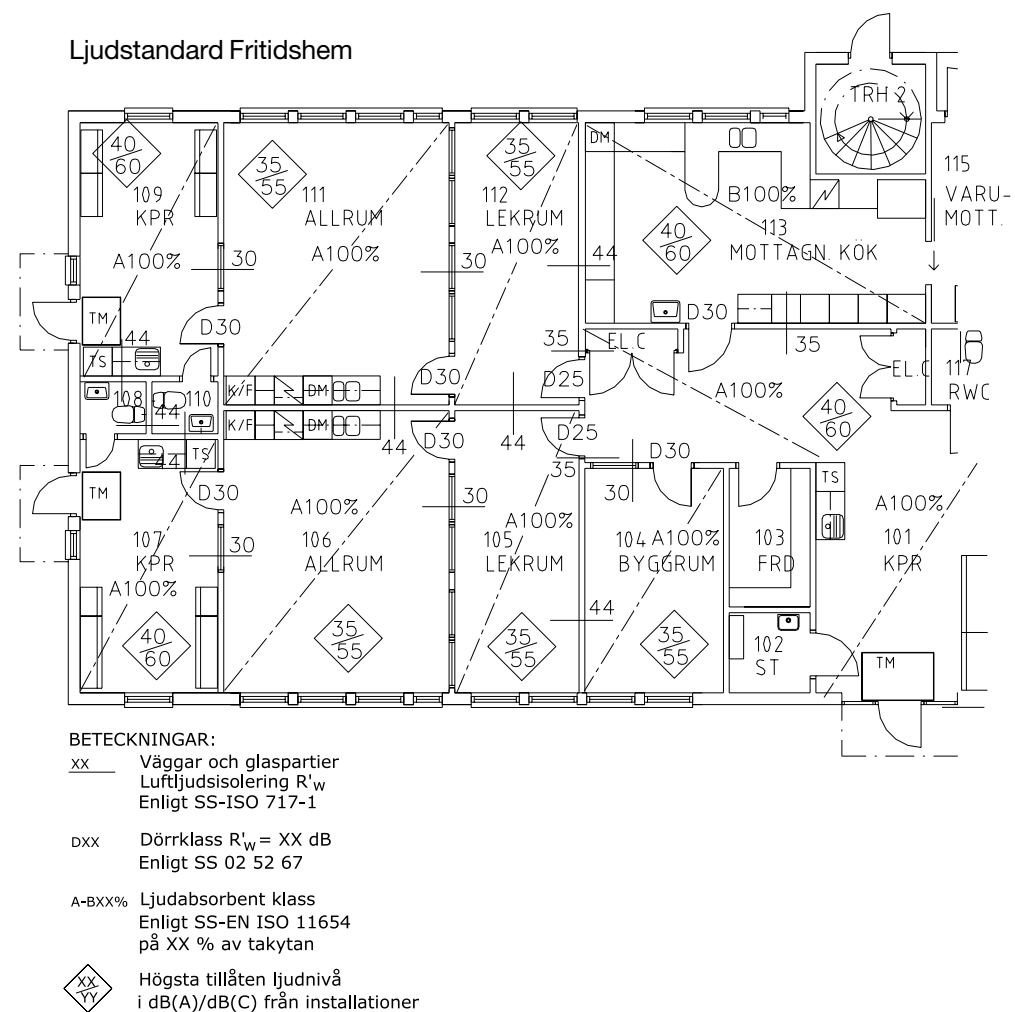 Ljudstandard Fritidshem
TRH 2
40
60
35
55
35
55
DM
109
KPR
111
ALLRUM
112
LEKRUM
B100%
115
VARU-
MOTT.
40
60
113
MOTTAGN. KÖK
A100%
30
A100%
30
A100%
44
TM
D30
D30
44
TS
35
EL.C
35
EL.C
117
RWC
K/F
DM
D30
D25
A100%
108
110
40
60
44
K/F
DM
44
D30
44
D25
D30
44
TS
35
30
TM
D30
A100%
30
A100%
TS
A100%
107
KPR
30
106
ALLRUM
105
LEKRUM
104
BYGGRUM
A100%
103
FRD
101
KPR
A100%
44
40
60
35
55
35
55
35
55
102
ST
TM
BETECKNINGAR:
XX Väggar och glaspartier
Luftljudsisolering R'w
Enligt SS-ISO 717-1
DXX Dörrklass R'w = XX dB
Enligt SS 02 52 67
A-BXX% Ljudabsorbent klass
Enligt SS-EN ISO 11654
på XX % av takytan
XX
YY
Högsta tillåten ljudnivå
i dB(A)/dB(C) från installationer